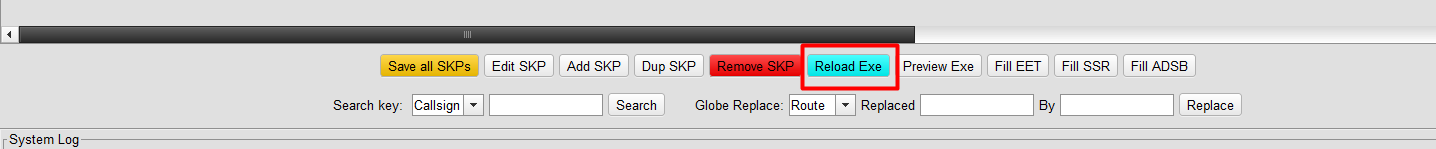 Save all SKPs Edit SKP Add SKP Dup SKP Remove SKP Reload Exe Preview Exe Fill EET Fill SSR Fill ADSB
Search key: Callsign Search Globe Replace: Route Replaced By Replace
System Log